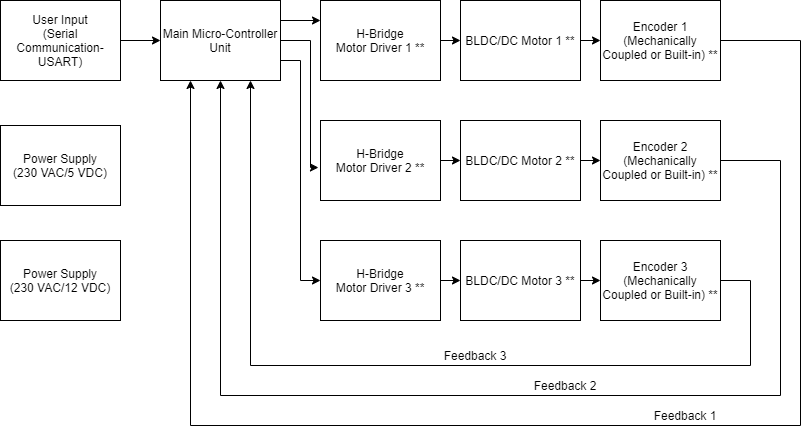 User Input
(Serial
Communication-
USART)
Main Micro-Controller
Unit
H-Bridge
Motor Driver 1 **
BLDC/DC Motor 1 **
Encoder 1
(Mechanically
Coupled or Built-in) **
Power Supply
(230 VAC/5 VDC)
H-Bridge
Motor Driver 2 **
BLDC/DC Motor 2 **
Encoder 2
(Mechanically
Coupled or Built-in) **
Power Supply
(230 VAC/12 VDC)
H-Bridge
Motor Driver 3 **
BLDC/DC Motor 3 **
Encoder 3
(Mechanically
Coupled or Built-in) **
Feedback 3
Feedback 2
Feedback 1